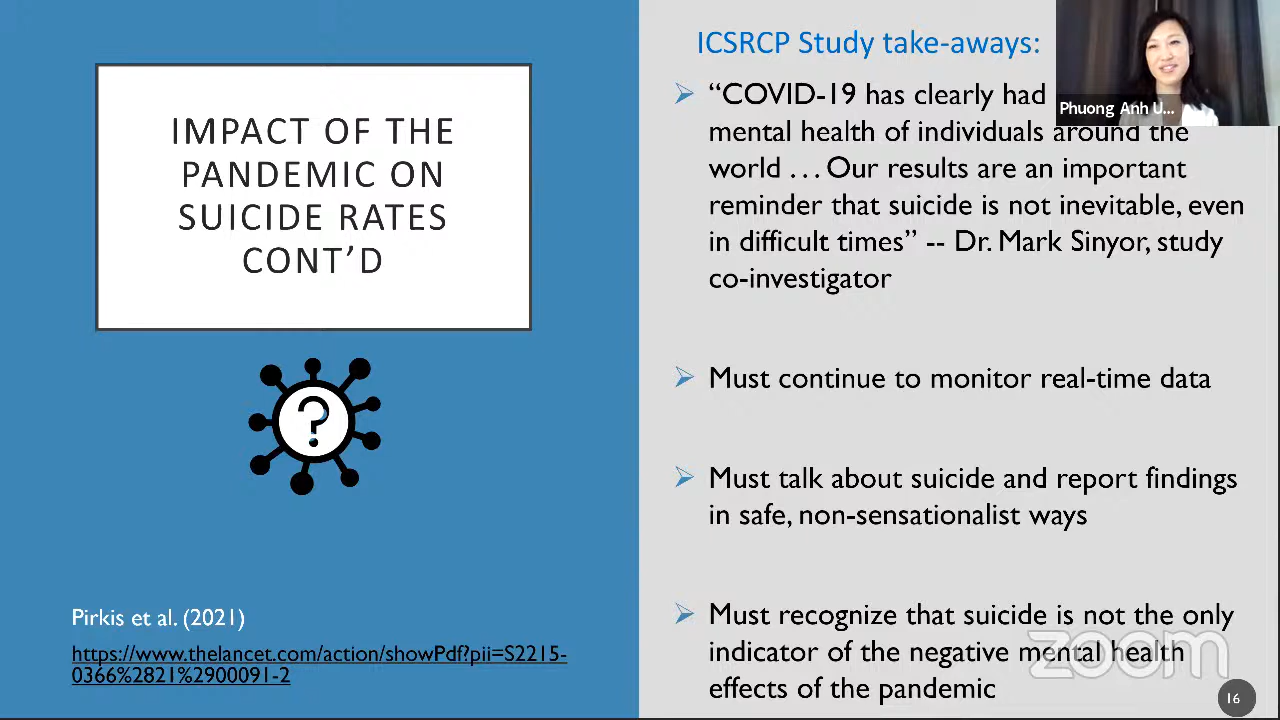 IMPACT OF THE
PANDEMIC ON
SUICIDE RATES
CONT’D
?
Pirkis et al. (2021)
https://www.thelancet.com/action/showPdf?pii=S2215-
0366%2821%2900091-2
ICSRCP Study take-aways:
“COVID-19 has clearly had
mental health of individuals around the
world … Our results are an important
reminder that suicide is not inevitable, even
in difficult times” -- Dr. Mark Sinyor, study
co-investigator
Must continue to monitor real-time data
Must talk about suicide and report findings
in safe, non-sensationalist ways
Must recognize that suicide is not the only
indicator of the negative mental health
effects of the pandemic
Phuong Anh U...
zoom
16